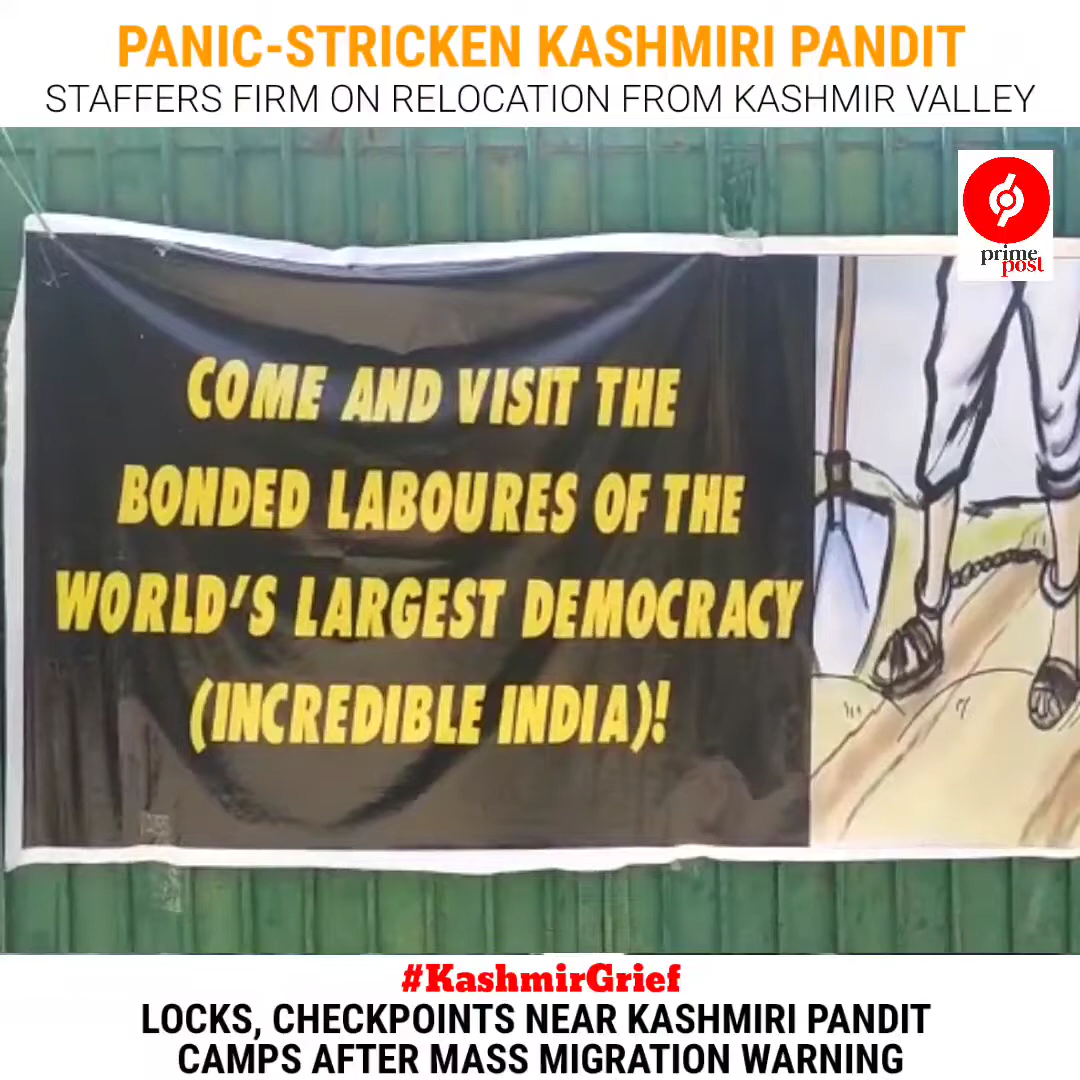 PANIC-STRICKEN KASHMIRI PANDIT
STAFFERS FIRM ON RELOCATION FROM KASHMIR VALLEY
prime
post
COME AND VISIT THE
BONDED LABOURES OF THE
WORLD'S LARGEST DEMOCRACY
(INCREDIBLE INDIA)!
#KashmirGrief
LOCKS, CHECKPOINTS NEAR KASHMIRI PANDIT
CAMPS AFTER MASS MIGRATION WARNING